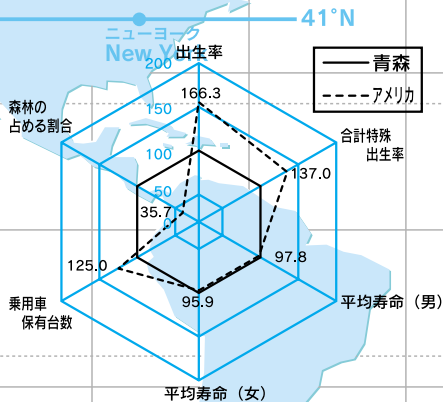 41°N
ニューヨーク
New York
出生率
200
青森
アメリカ
166.3
森林の
占める割合
150
合計特殊
出生率
100
137.0
50
35.7
0
125.0
97.8
95.9
乗用車
保有台数
平均寿命（男）
平均寿命（女）